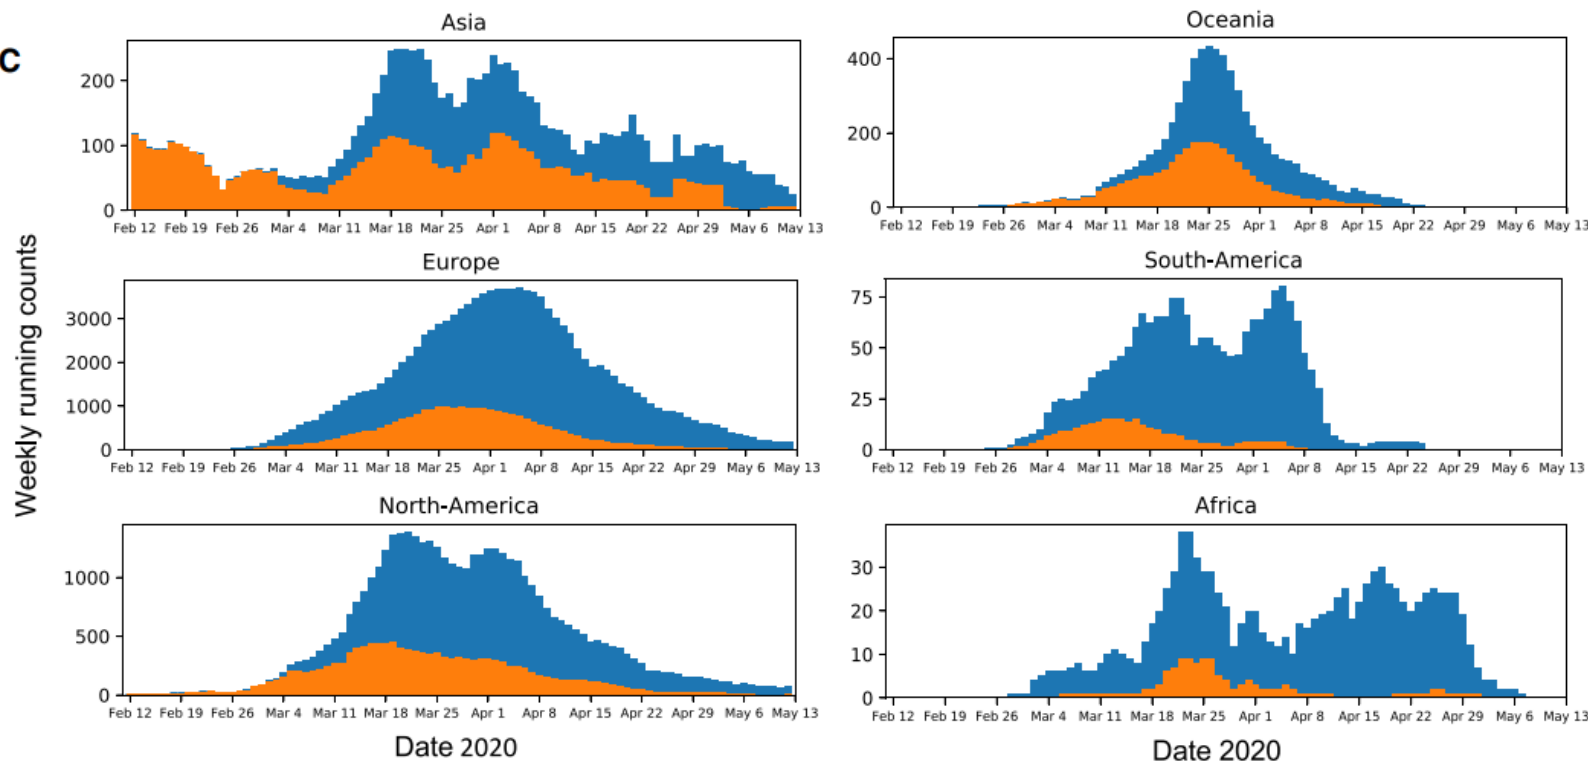 C
Weekly running counts
Asia
200
100
0
Feb 12 Feb 19 Feb 26 Mar 4 Mar 11 Mar 18 Mar 25 Apr 1 Apr 8 Apr 15 Apr 22 Apr 29 May 6 May 13
Oceania
400
200
0
Feb 12 Feb 19 Feb 26 Mar 4 Mar 11 Mar 18 Mar 25 Apr 1 Apr 8 Apr 15 Apr 22 Apr 29 May 6 May 13
Europe
3000
2000
1000
0
Feb 12 Feb 19 Feb 26 Mar 4 Mar 11 Mar 18 Mar 25 Apr 1 Apr 8 Apr 15 Apr 22 Apr 29 May 6 May 13
South-America
75
50
25
0
Feb 12 Feb 19 Feb 26 Mar 4 Mar 11 Mar 18 Mar 25 Apr 1 Apr 8 Apr 15 Apr 22 Apr 29 May 6 May 13
North-America
1000
500
0
Feb 12 Feb 19 Feb 26 Mar 4 Mar 11 Mar 18 Mar 25 Apr 1 Apr 8 Apr 15 Apr 22 Apr 29 May 6 May 13
Date 2020
Africa
30
20
10
0
Feb 12 Feb 19 Feb 26 Mar 4 Mar 11 Mar 18 Mar 25 Apr 1 Apr 8 Apr 15 Apr 22 Apr 29 May 6 May 13
Date 2020